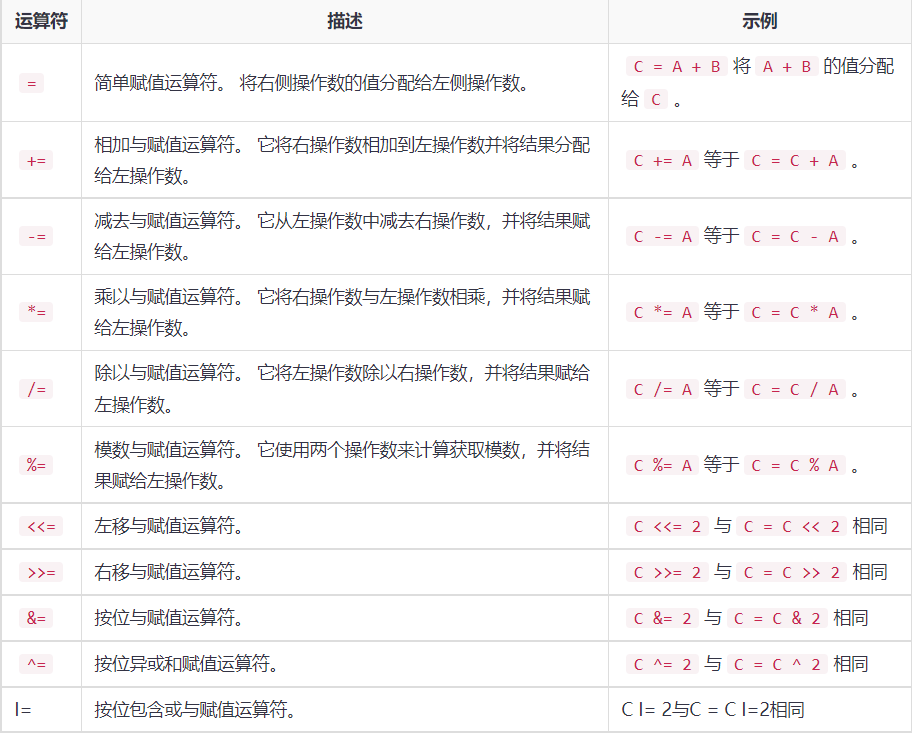 运算符 描述 示例
= 简单赋值运算符。 将右侧操作数的值分配给左侧操作数。 C = A + B 将 A + B 的值分配
给 C 。
+= 相加与赋值运算符。 它将右操作数相加到左操作数并将结果分配
给左操作数。 C += A 等于 C = C + A 。
-= 减去与赋值运算符。 它从左操作数中减去右操作数，并将结果赋
给左操作数。 C -= A 等于 C = C - A 。
*= 乘以与赋值运算符。 它将右操作数与左操作数相乘，并将结果赋
给左操作数。 C *= A 等于 C = C * A 。
/= 除以与赋值运算符。 它将左操作数除以右操作数，并将结果赋给
左操作数。 C /= A 等于 C = C / A 。
%= 模数与赋值运算符。 它使用两个操作数来计算获取模数，并将结
果赋给左操作数。 C %= A 等于 C = C % A 。
<<= 左移与赋值运算符。 C <<= 2 与 C = C << 2 相同
>>= 右移与赋值运算符。 C >>= 2 与 C = C >> 2 相同
&= 按位与赋值运算符。 C &= 2 与 C = C & 2 相同
^= 按位异或和赋值运算符。 C ^= 2 与 C = C ^ 2 相同
l= 按位包含或与赋值运算符。 C l= 2与C = C l=2相同